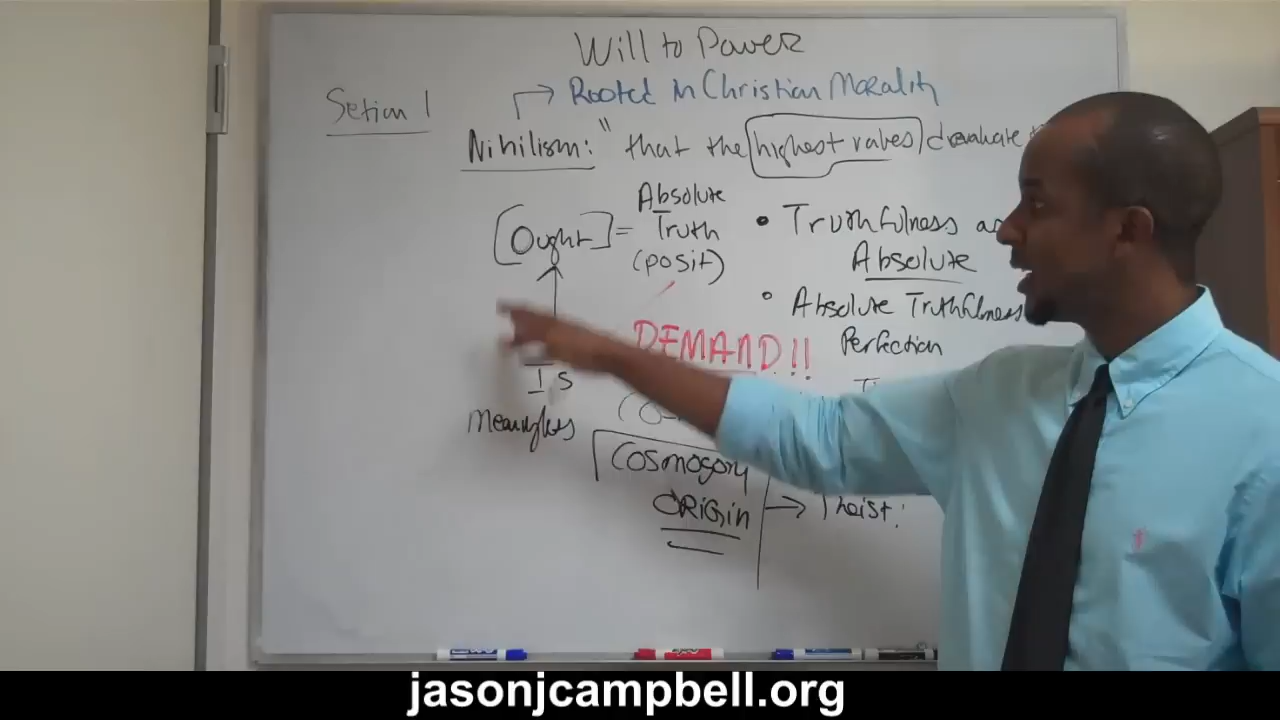 Will to Power
Rooted in Christian Morality
Section 1
Nihilism: " that the highest values devaluate
[Ought] = Absolute Truth (posit)
• Truthfulness as Absolute
• Absolute Truthfulness
Perfection
DEMAND!!
Is
Meaningless
Cosmogony
ORIGIN
→ Theist:
jasonjcampbell.org